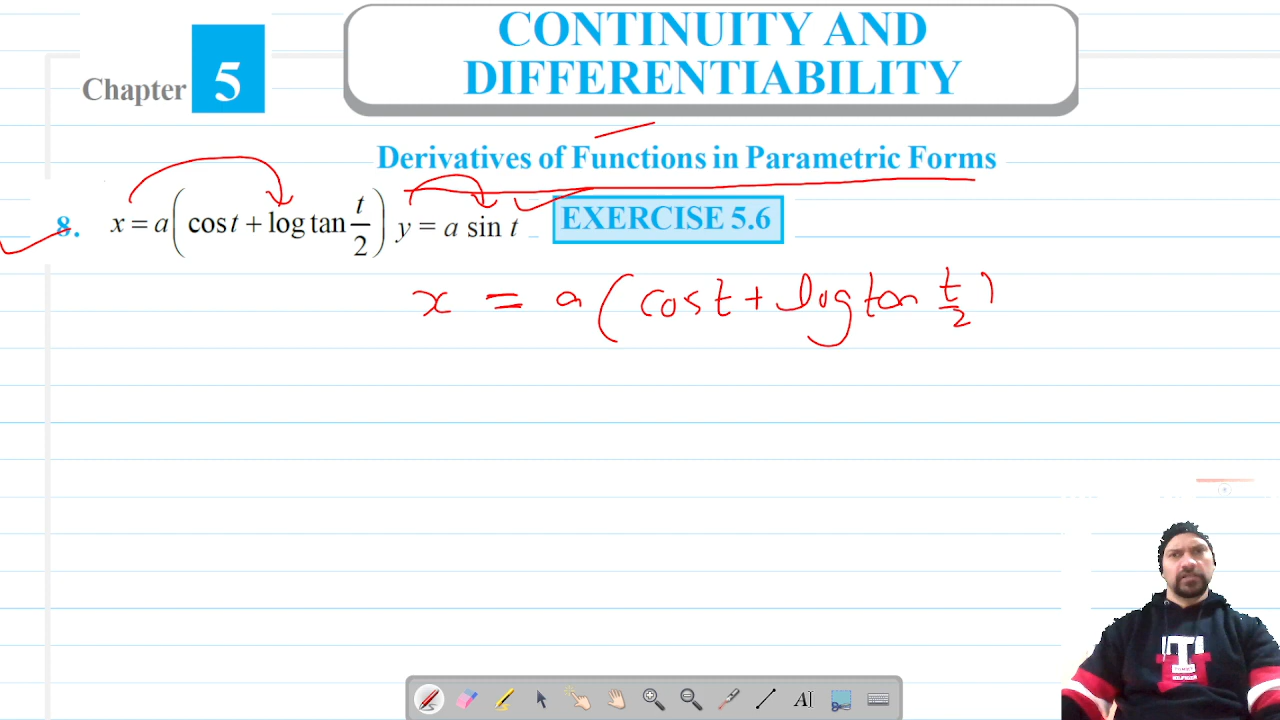 CONTINUITY AND
DIFFERENTIABILITY
Chapter 5
Derivatives of Functions in Parametric Forms
8. x = a(cos t + log tan t/2) y = a sin t
EXERCISE 5.6
x = a(cos t + log tan t/2)
A
T